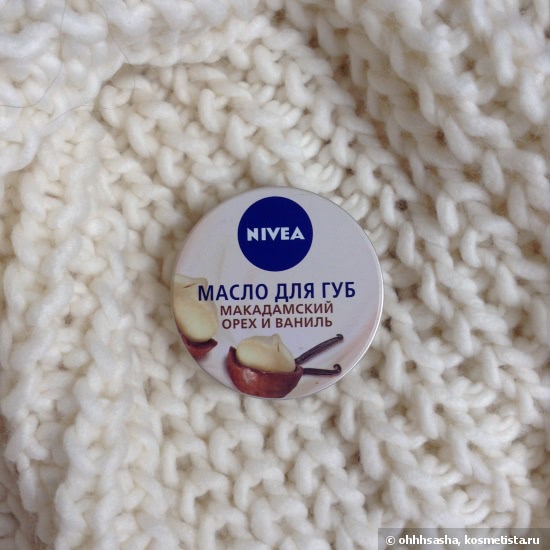 NIVEA
МАСЛО ДЛЯ ГУБ
МАКАДАМСКИЙ
ОРЕХ И ВАНИЛЬ
© ohhhsasha, kosmetista.ru